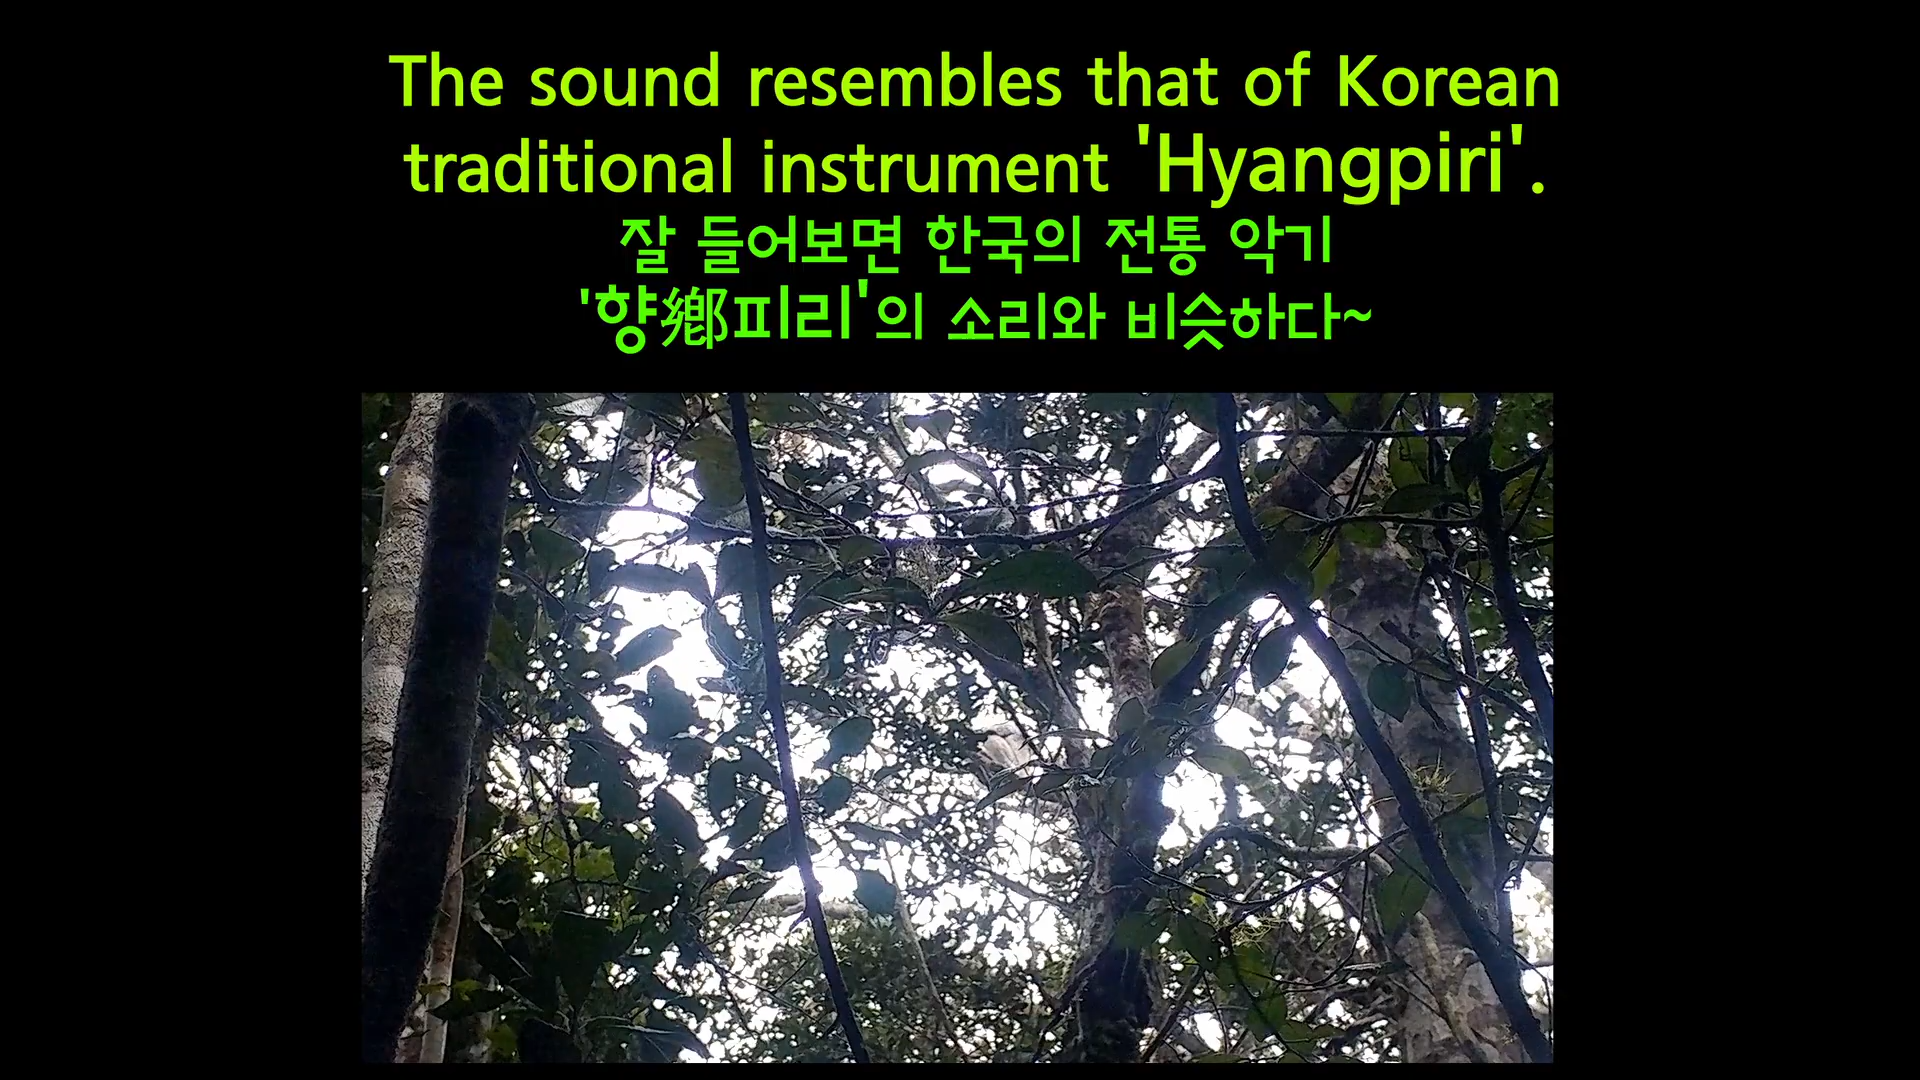 The sound resembles that of Korean
traditional instrument 'Hyangpiri'.
잘 들어보면 한국의 전통 악기
'향鄕피리'의 소리와 비슷하다~